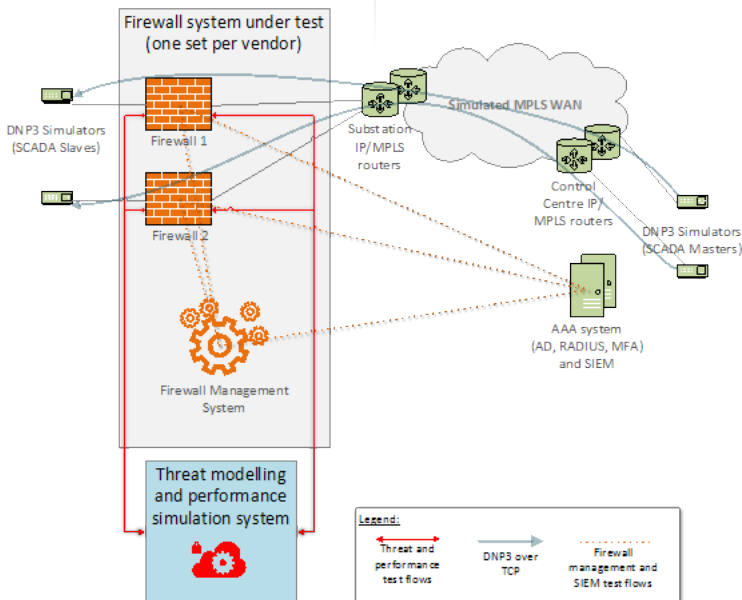 Firewall system under test
(one set per vendor)
Simulated MPLS WAN
DNP3 Simulators
(SCADA Slaves)
Firewall 1
Substation
IP/MPLS
routers
Control
Centre IP/
MPLS routers
Firewall 2
DNP3 Simulators
(SCADA Masters)
AAA system
(AD, RADIUS, MFA)
and SIEM
Firewall Management
System
Threat modelling
and performance
simulation system
Legend:
Threat and
performance
test flows
DNP3 over
TCP
Firewall
management and
SIEM test flows